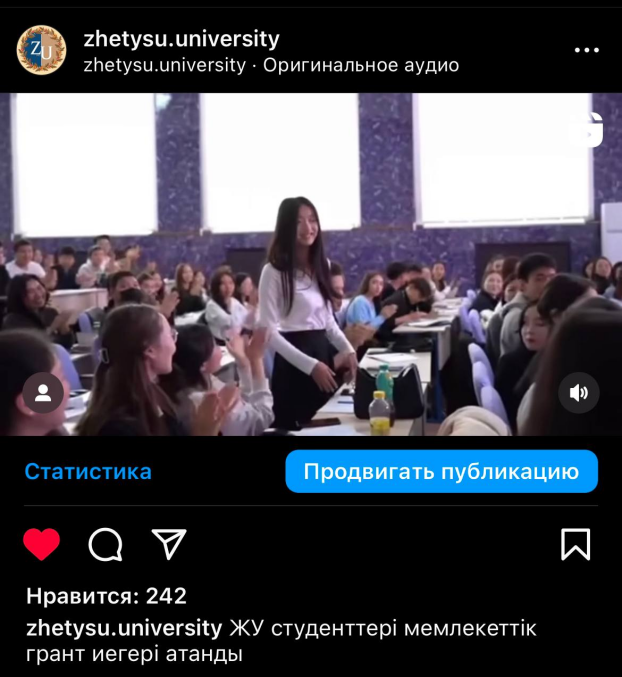 ZU
zhetysu.university
zhetysu.university · Оригинальное аудио
Статистика
Продвигать публикацию
Нравится: 242
zhetysu.university ЖУ студенттері мемлекеттік
грант иегері атанды